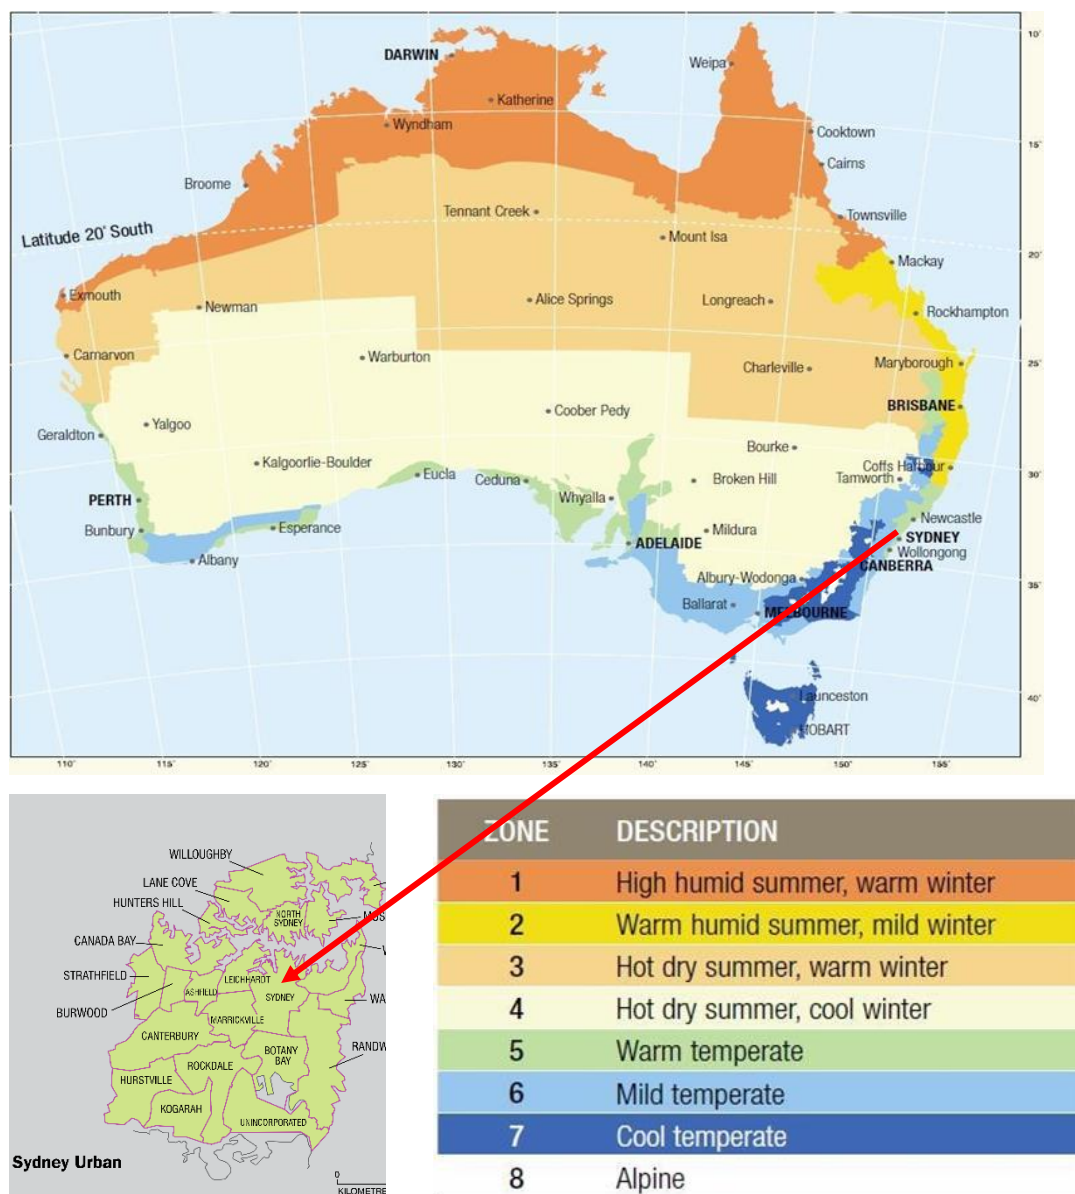 10°
DARWIN
Weipa
Katherine
Wyndham
Cooktown
15°
Cairns
Broome
Tennant Creek
Townsville
Latitude 20° South
Mount Isa
20°
Mackay
Exmouth
Newman
Alice Springs
Longreach
Rockhampton
Carnarvon
Warburton
Charleville
Maryborough
25°
Coober Pedy
BRISBANE
Yalgoo
Geraldton
Bourke
Kalgoorlie-Boulder
Coffs Harbour
30°
Eucla
Ceduna
Broken Hill
Tamworth
PERTH
Whyalla
Newcastle
Bunbury
Esperance
Mildura
SYDNEY
ADELAIDE
Wollongong
Albany
CANBERRA
Albury-Wodonga
35°
Ballarat
MELBOURNE
Launceston
40°
HOBART
110°
115°
120°
125°
130°
135°
140°
145°
150°
155°
WILLOUGHBY
LANE COVE
HUNTERS HILL
NORTH
SYDNEY
MOS
CANADA BAY
STRATHFIELD
LEICHHARDT
ASHFIELD
SYDNEY
WA
BURWOOD
MARRICKVILLE
CANTERBURY
BOTANY
BAY
RANDW
ROCKDALE
HURSTVILLE
KOGARAH
UNINCORPORATED
Sydney Urban
0
KILOMETRE
ZONE DESCRIPTION
1 High humid summer, warm winter
2 Warm humid summer, mild winter
3 Hot dry summer, warm winter
4 Hot dry summer, cool winter
5 Warm temperate
6 Mild temperate
7 Cool temperate
8 Alpine